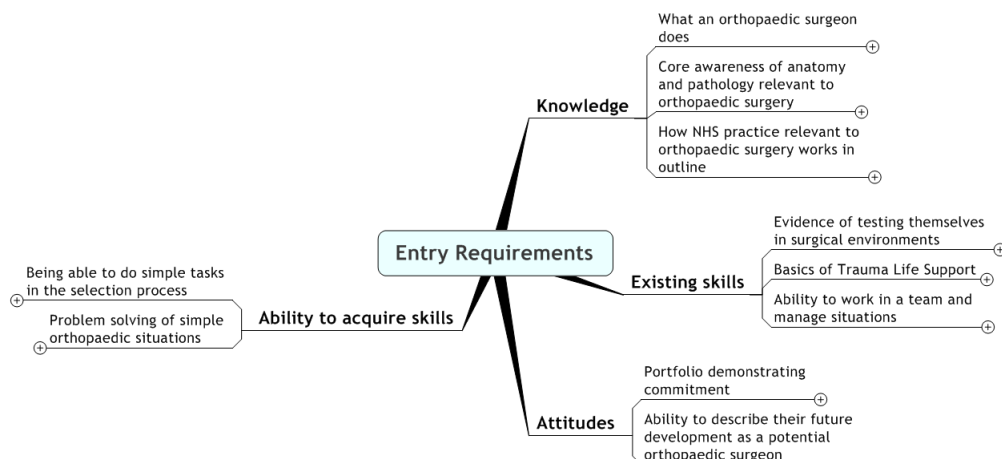 What an orthopaedic surgeon
does
Core awareness of anatomy
and pathology relevant to
orthopaedic surgery
Knowledge
How NHS practice relevant to
orthopaedic surgery works in
outline
Entry Requirements
Evidence of testing themselves
in surgical environments
Existing skills
Basics of Trauma Life Support
Ability to work in a team and
manage situations
Being able to do simple tasks
in the selection process
Ability to acquire skills
Problem solving of simple
orthopaedic situations
Portfolio demonstrating
commitment
Attitudes
Ability to describe their future
development as a potential
orthopaedic surgeon